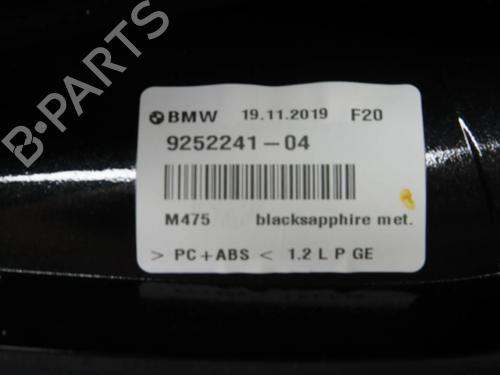 B-PARTS
BMW 19.11.2019 F20
9252241-04
M475 blacksapphire met.
> PC+ABS < 1.2 L P GE